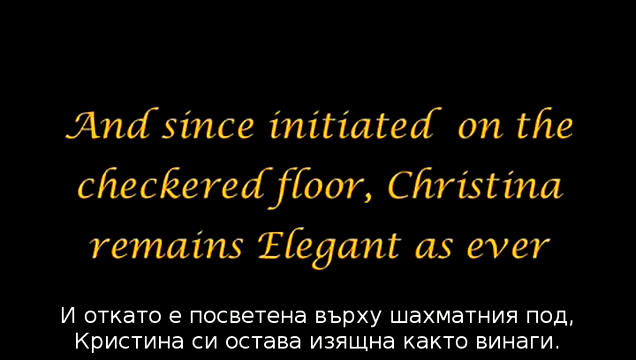 And since initiated on the
checkered floor, Christina
remains Elegant as ever
И откато е посветена върху шахматния под,
Кристина си остава изящна както винаги.